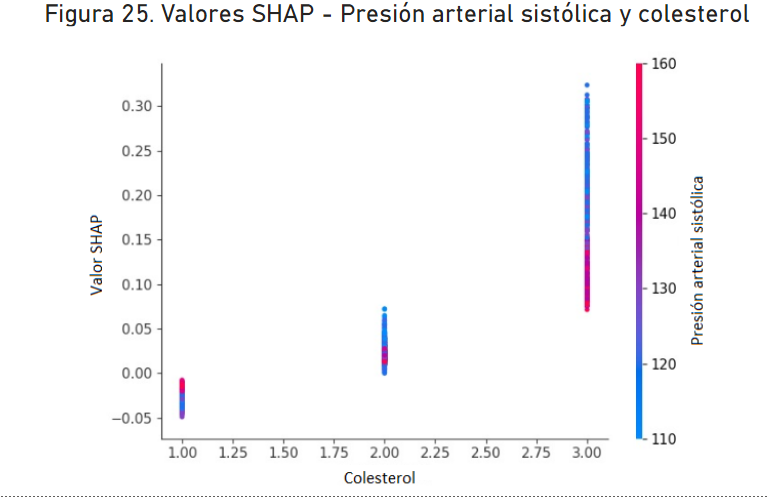 Figura 25. Valores SHAP - Presión arterial sistólica y colesterol
0.30
0.25
0.20
0.15
0.10
0.05
0.00
−0.05
Valor SHAP
1.00 1.25 1.50 1.75 2.00 2.25 2.50 2.75 3.00
Colesterol
160
150
140
130
120
110
Presión arterial sistólica